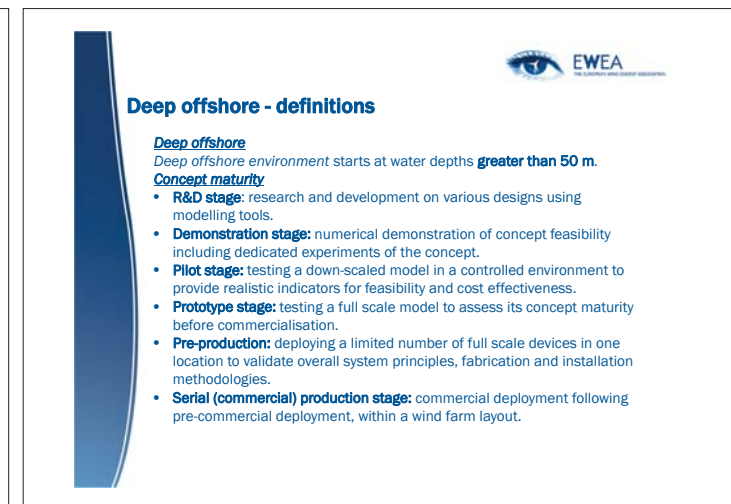 EWEA
THE EUROPEAN WIND ENERGY ASSOCIATION
Deep offshore - definitions
Deep offshore
Deep offshore environment starts at water depths greater than 50 m.
Concept maturity
• R&D stage: research and development on various designs using
modelling tools.
• Demonstration stage: numerical demonstration of concept feasibility
including dedicated experiments of the concept.
• Pilot stage: testing a down-scaled model in a controlled environment to
provide realistic indicators for feasibility and cost effectiveness.
• Prototype stage: testing a full scale model to assess its concept maturity
before commercialisation.
• Pre-production: deploying a limited number of full scale devices in one
location to validate overall system principles, fabrication and installation
methodologies.
• Serial (commercial) production stage: commercial deployment following
pre-commercial deployment, within a wind farm layout.